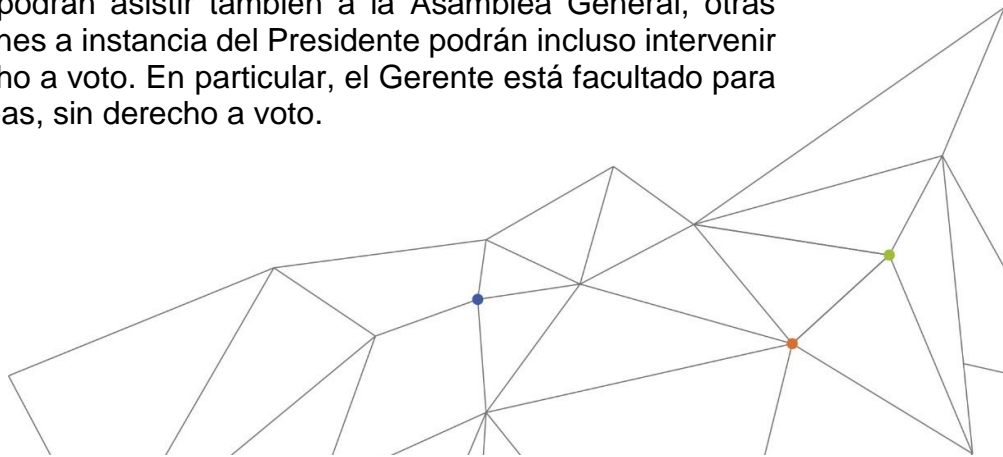 podrán asistir también a la Asamblea General, otras
nes a instancia del Presidente podrán incluso intervenir
ho a voto. En particular, el Gerente está facultado para
as, sin derecho a voto.